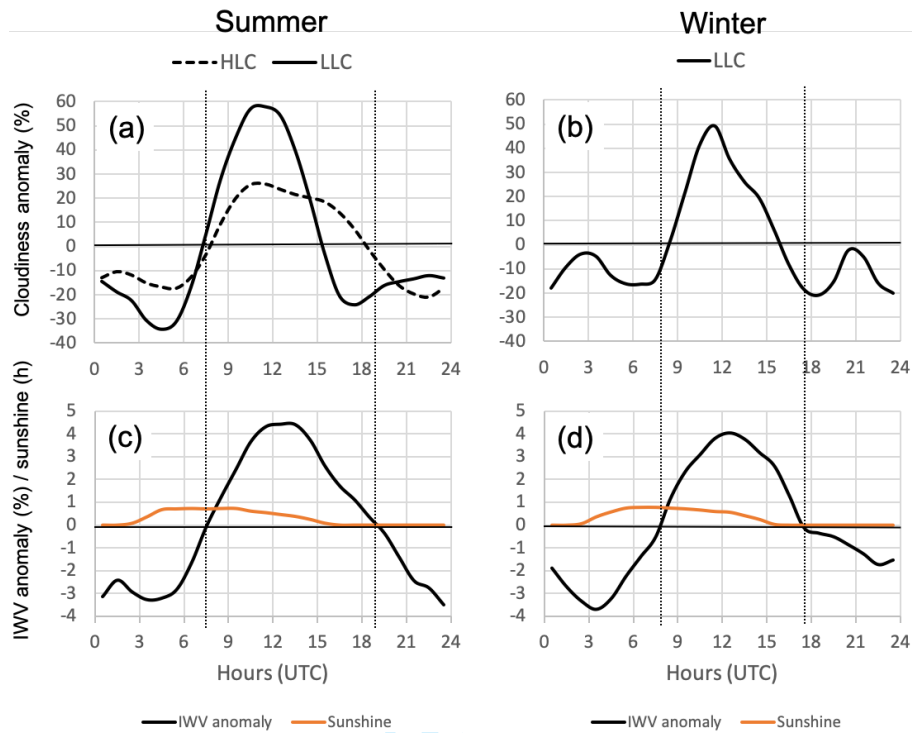 Summer
Winter
HLC LLC
LLC
Cloudiness anomaly (%)
60
50
40
30
20
10
0
-10
-20
-30
-40
(a)
0 3 6 9 12 15 18 21 24
60
50
40
30
20
10
0
-10
-20
-30
-40
(b)
0 3 6 9 12 15 18 21 24
IWV anomaly (%) / sunshine (h)
5
4
3
2
1
0
-1
-2
-3
-4
(c)
0 3 6 9 12 15 18 21 24
Hours (UTC)
5
4
3
2
1
0
-1
-2
-3
-4
(d)
0 3 6 9 12 15 18 21 24
Hours (UTC)
IWV anomaly Sunshine
IWV anomaly Sunshine